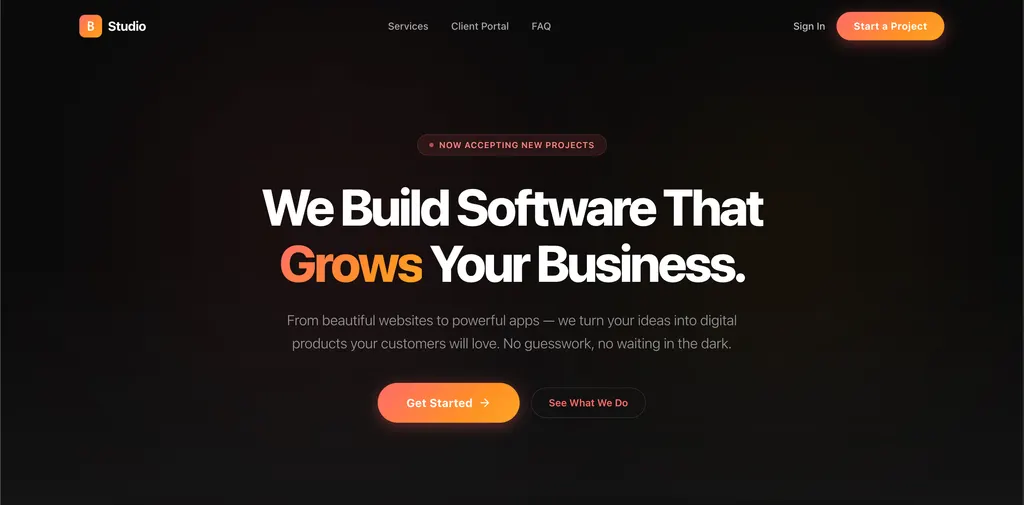 B Studio
Services
Client Portal
FAQ
Sign In
Start a Project
NOW ACCEPTING NEW PROJECTS
We Build Software That
Grows Your Business.
From beautiful websites to powerful apps — we turn your ideas into digital
products your customers will love. No guesswork, no waiting in the dark.
Get Started →
See What We Do